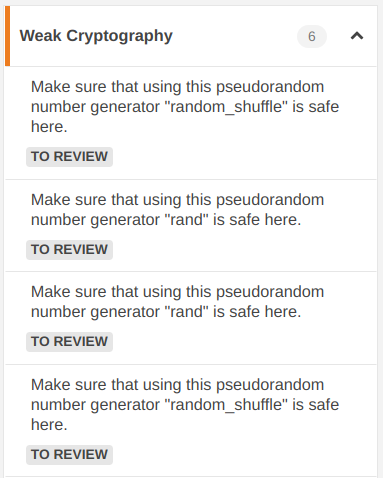 Weak Cryptography 6
Make sure that using this pseudorandom
number generator "random_shuffle" is safe
here.
TO REVIEW
Make sure that using this pseudorandom
number generator "rand" is safe here.
TO REVIEW
Make sure that using this pseudorandom
number generator "rand" is safe here.
TO REVIEW
Make sure that using this pseudorandom
number generator "random_shuffle" is safe
here.
TO REVIEW